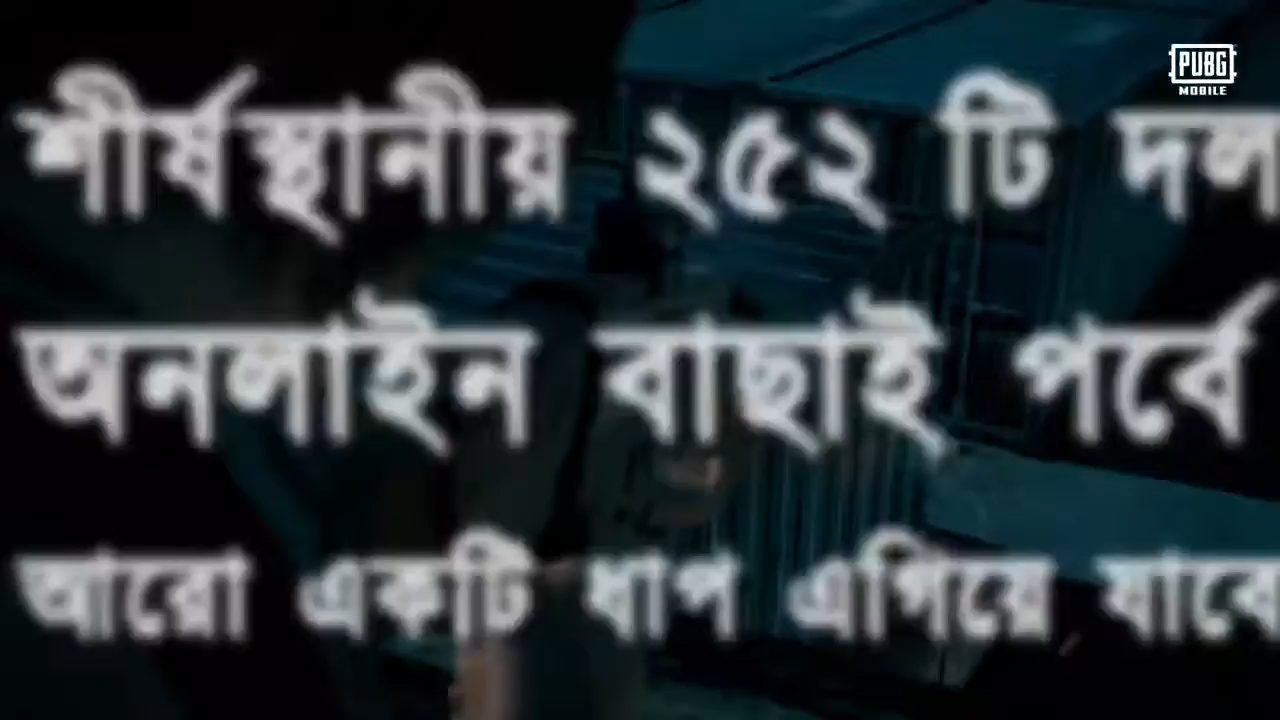 PUBG
MOBILE
শীর্ষস্থানীয় ২৫২ টি দল
অনলাইন বাছাই পর্বে
আরো একটি ধাপ এগিয়ে যাবে